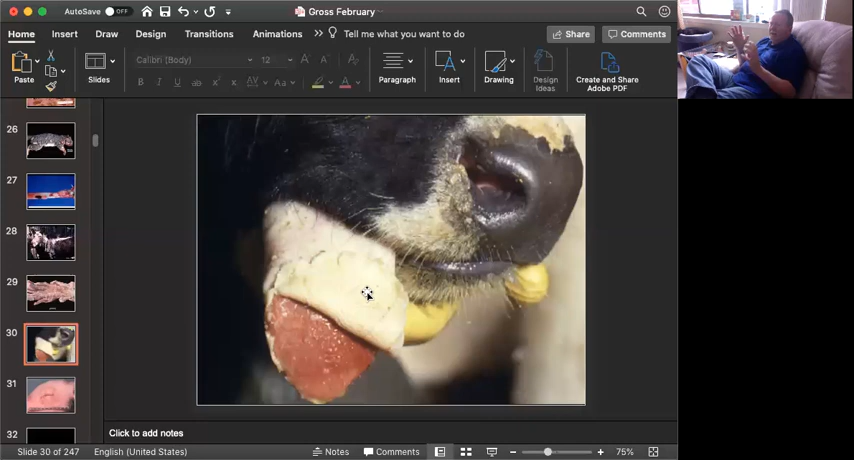 AutoSave OFF
Gross February
Home Insert Draw Design Transitions Animations Tell me what you want to do Share Comments
Calibri (Body) 12
Paste Slides Paragraph Insert Drawing Design Ideas Create and Share Adobe PDF
B I U ab
26
27
28
29
30
31
32
Click to add notes
Slide 30 of 247 English (United States) Notes Comments 75%